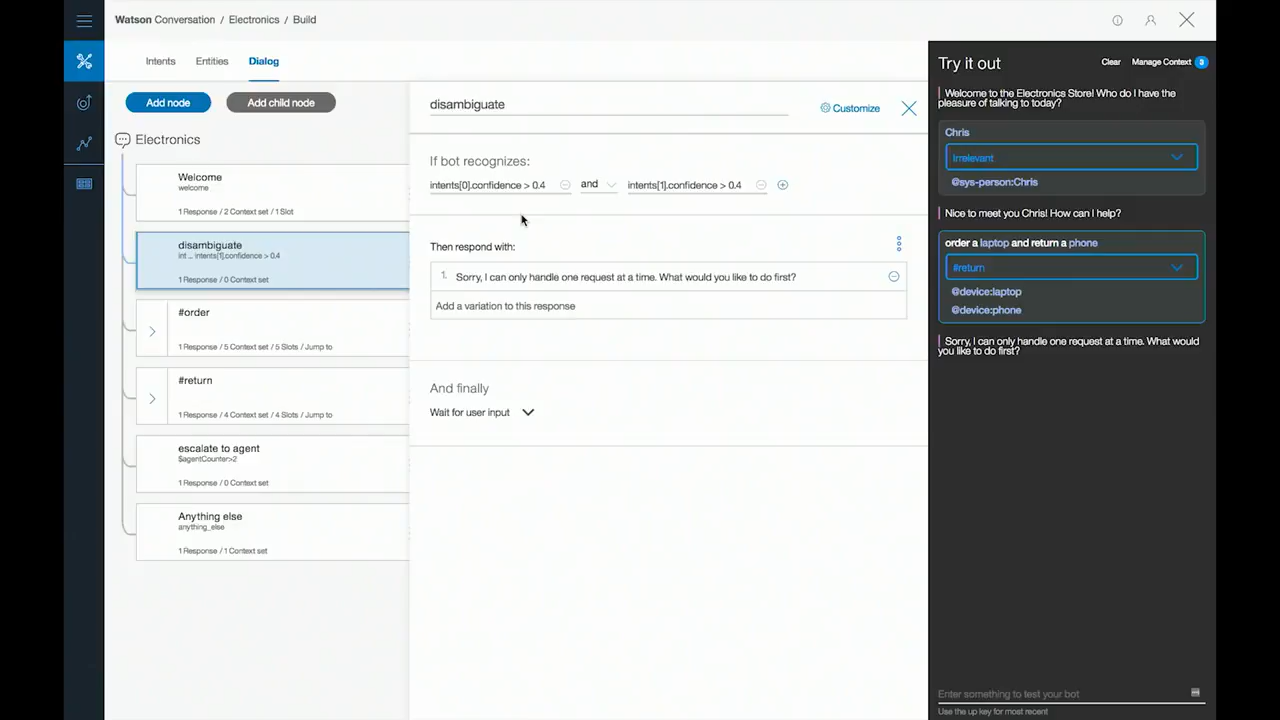 Watson Conversation / Electronics / Build
Intents
Entities
Dialog
Add node
Add child node
Electronics
Welcome
welcome
1 Response / 2 Context set / 1 Slot
disambiguate
int ... intents[1].confidence > 0.4
1 Response / 0 Context set
#order
1 Response / 5 Context set / 5 Slots / Jump to
#return
1 Response / 4 Context set / 4 Slots / Jump to
escalate to agent
$agentCounter>2
1 Response / 0 Context set
Anything else
anything_else
1 Response / 1 Context set
disambiguate
Customize
If bot recognizes:
intents[0].confidence > 0.4
and
intents[1].confidence > 0.4
Then respond with:
1.
Sorry, I can only handle one request at a time. What would you like to do first?
Add a variation to this response
And finally
Wait for user input
Try it out
Clear
Manage Context
3
Welcome to the Electronics Store! Who do I have the
pleasure of talking to today?
Chris
Irrelevant
@sys-person:Chris
Nice to meet you Chris! How can I help?
order a laptop and return a phone
#return
@device:laptop
@device:phone
Sorry, I can only handle one request at a time. What would
you like to do first?
Enter something to test your bot
Use the up key for most recent